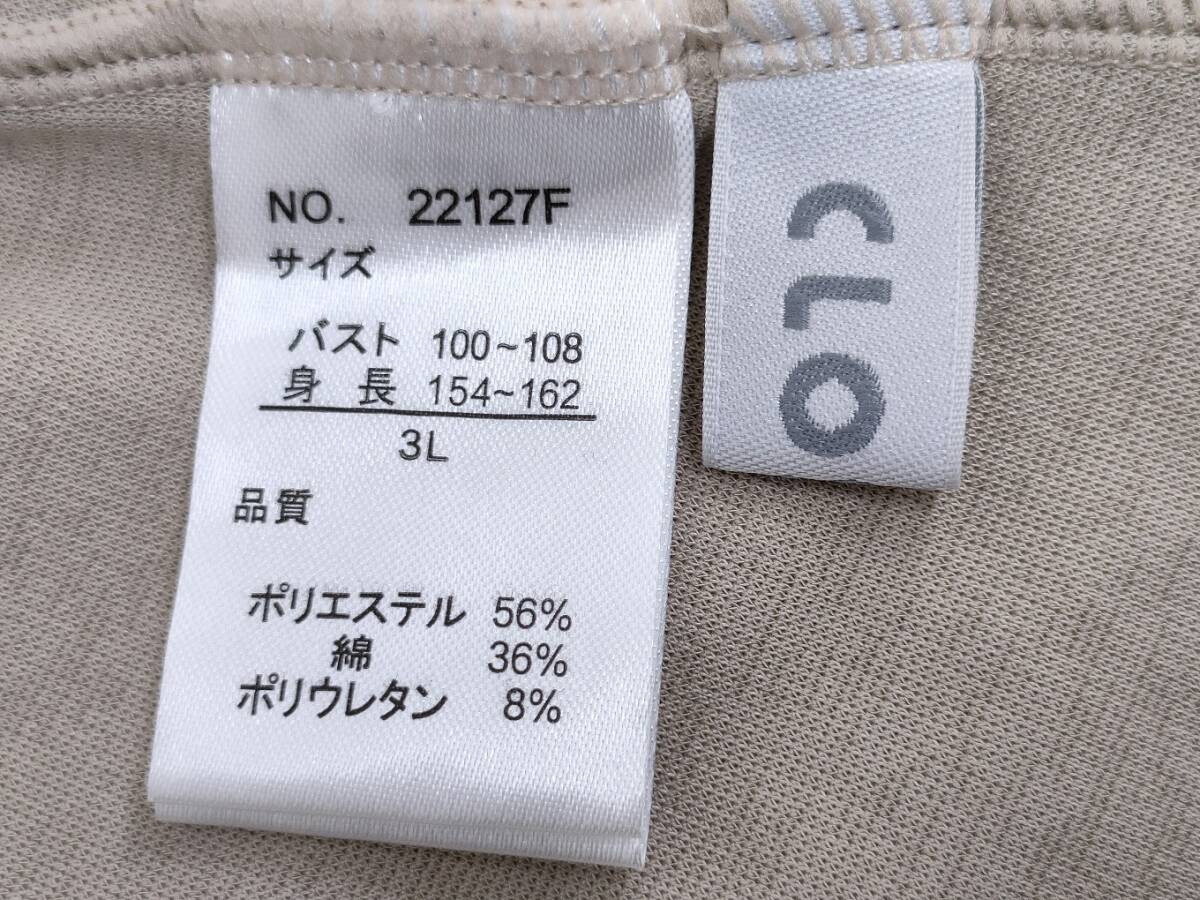 NO. 22127F
サイズ
バスト 100~108
身 長 154~162
3L
品質
ポリエステル 56%
綿 36%
ポリウレタン 8%
CLO